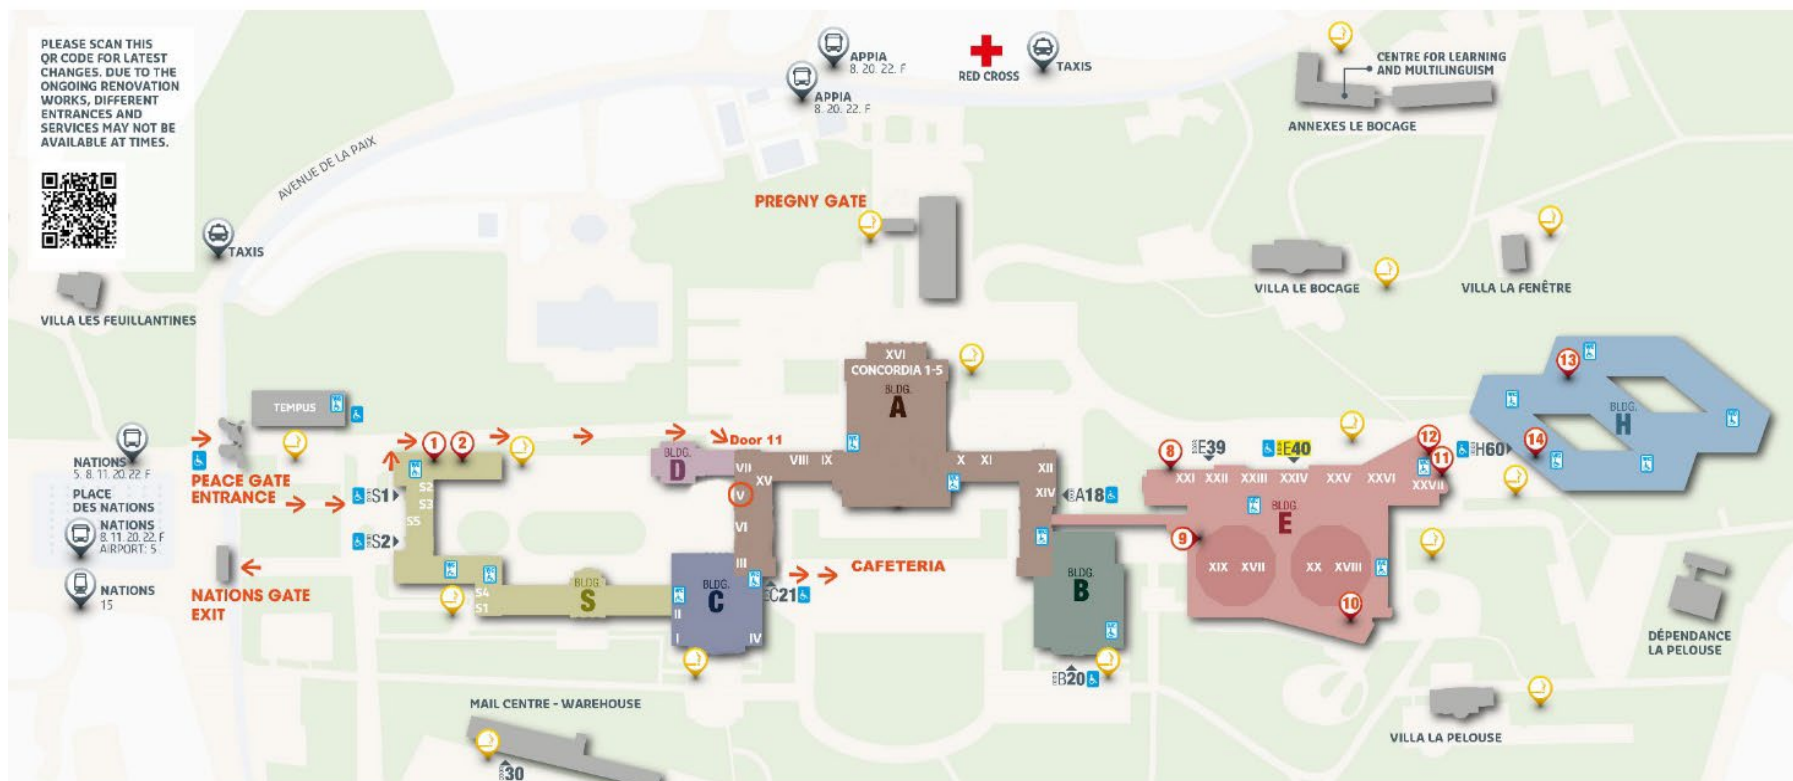 PLEASE SCAN THIS
QR CODE FOR LATEST
CHANGES. DUE TO THE
ONGOING RENOVATION
WORKS, DIFFERENT
ENTRANCES AND
SERVICES MAY NOT BE
AVAILABLE AT TIMES.
AVENUE DE LA PAIX
TAXIS
VILLA LES FEUILLANTINES
APPIA
8. 20. 22. F
APPIA
8. 20. 22. F
RED CROSS
TAXIS
CENTRE FOR LEARNING
AND MULTILINGUISM
ANNEXES LE BOCAGE
PREGNY GATE
VILLA LE BOCAGE
VILLA LA FENÊTRE
TEMPUS
NATIONS
5. 8. 11. 20. 22. F
PLACE
DES NATIONS
NATIONS
8. 11. 20. 22. F
AIRPORT: 5
NATIONS
15
PEACE GATE
ENTRANCE
NATIONS GATE
EXIT
S1
S2
1
2
S2
S3
S5
S4
S1
BLDG.
S
BLDG.
D
Door 11
VII
XV
IV
VI
III
VIII
IX
XVI
CONCORDIA 1-5
BLDG.
A
X
XI
XII
XIV
A18
BLDG.
C
II
I
IV
C21
CAFETERIA
BLDG.
B
B20
8
E39
E40
12
11
XXI
XXII
XXIII
XXIV
XXV
XXVI
XXVII
BLDG.
E
9
XIX
XVII
XX
XVIII
10
H60
13
14
BLDG.
H
DÉPENDANCE
LA PELOUSE
VILLA LA PELOUSE
MAIL CENTRE - WAREHOUSE
30